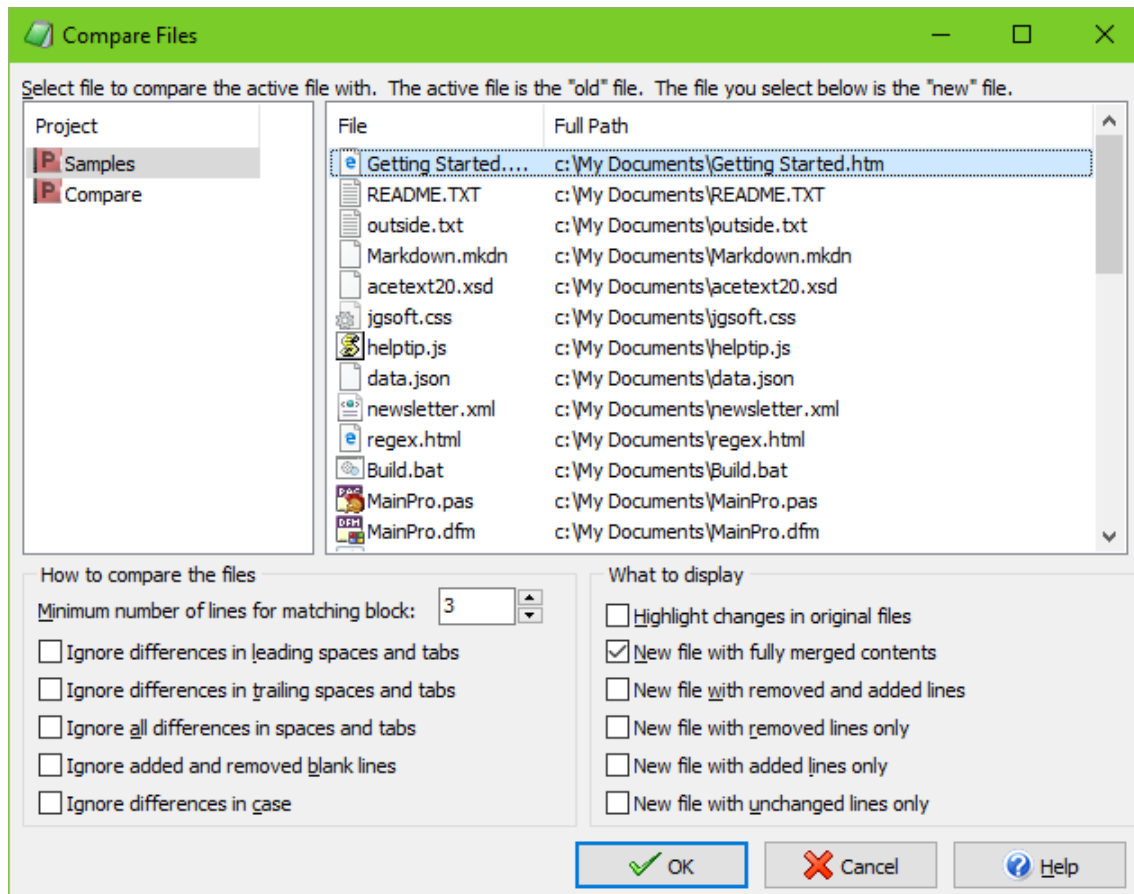 Compare Files
Select file to compare the active file with. The active file is the "old" file. The file you select below is the "new" file.
Project
Samples
Compare
File Full Path
Getting Started.... c:\My Documents\Getting Started.htm
README.TXT c:\My Documents\README.TXT
outside.txt c:\My Documents\outside.txt
Markdown.mkdn c:\My Documents\Markdown.mkdn
acetext20.xsd c:\My Documents\acetext20.xsd
jgsoft.css c:\My Documents\jgsoft.css
helptip.js c:\My Documents\helptip.js
data.json c:\My Documents\data.json
newsletter.xml c:\My Documents\newsletter.xml
regex.html c:\My Documents\regex.html
Build.bat c:\My Documents\Build.bat
MainPro.pas c:\My Documents\MainPro.pas
MainPro.dfm c:\My Documents\MainPro.dfm
How to compare the files
Minimum number of lines for matching block: 3
Ignore differences in leading spaces and tabs
Ignore differences in trailing spaces and tabs
Ignore all differences in spaces and tabs
Ignore added and removed blank lines
Ignore differences in case
What to display
Highlight changes in original files
New file with fully merged contents
New file with removed and added lines
New file with removed lines only
New file with added lines only
New file with unchanged lines only
OK
Cancel
Help